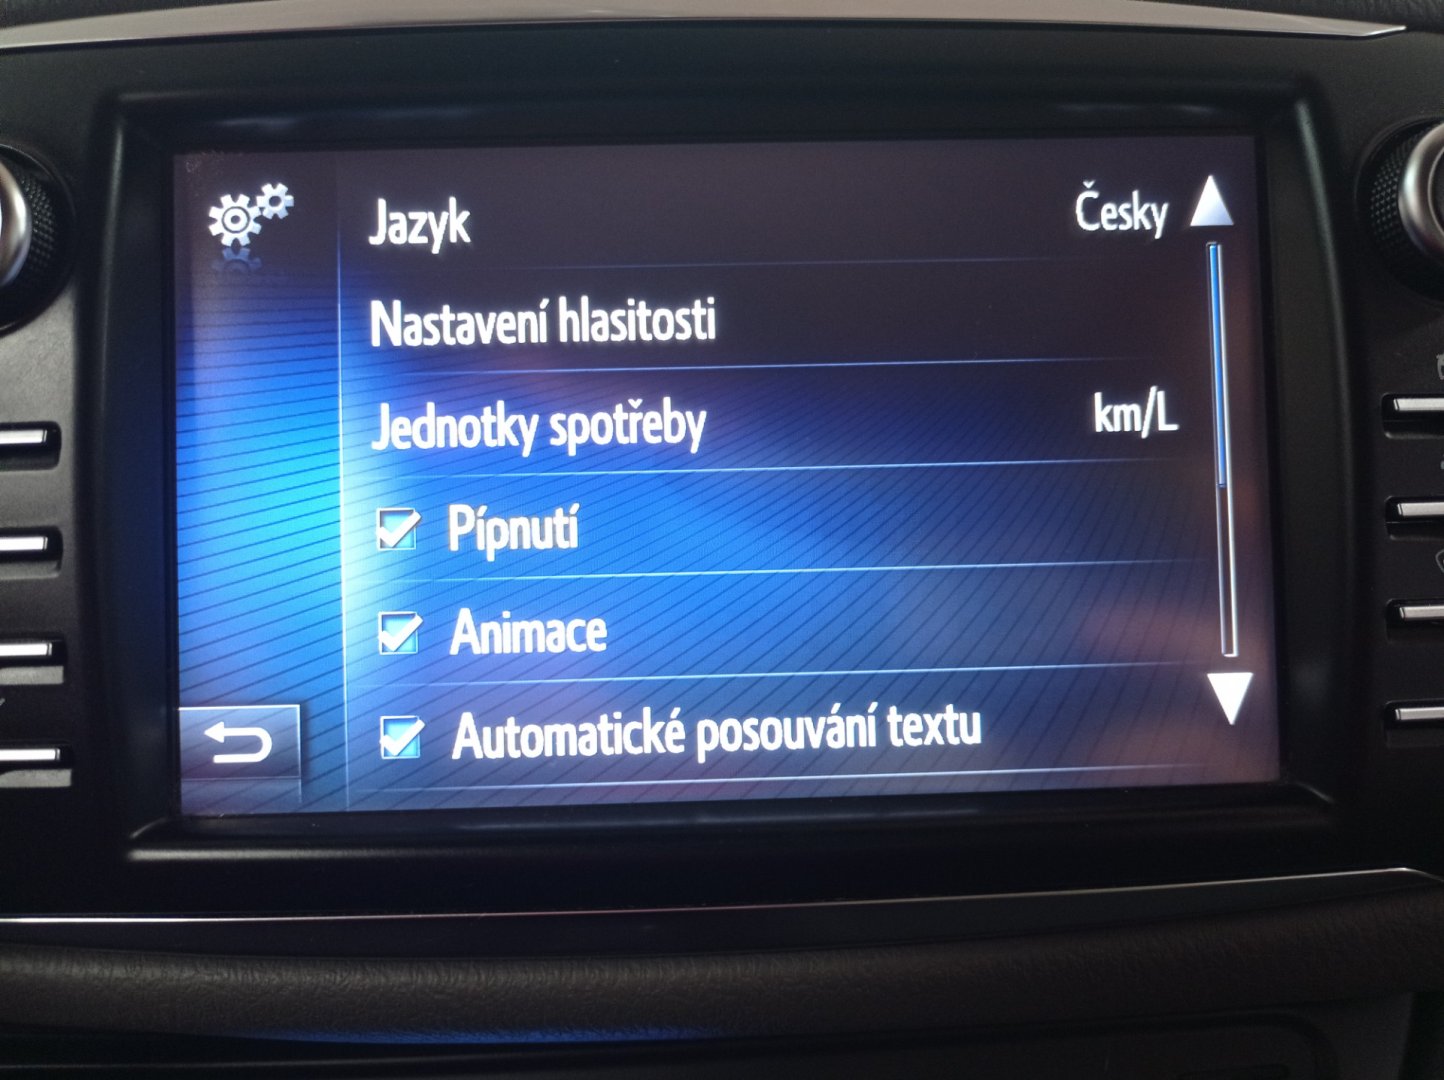 Jazyk Česky
Nastavení hlasitosti
Jednotky spotřeby km/L
Pípnutí
Animace
Automatické posouvání textu